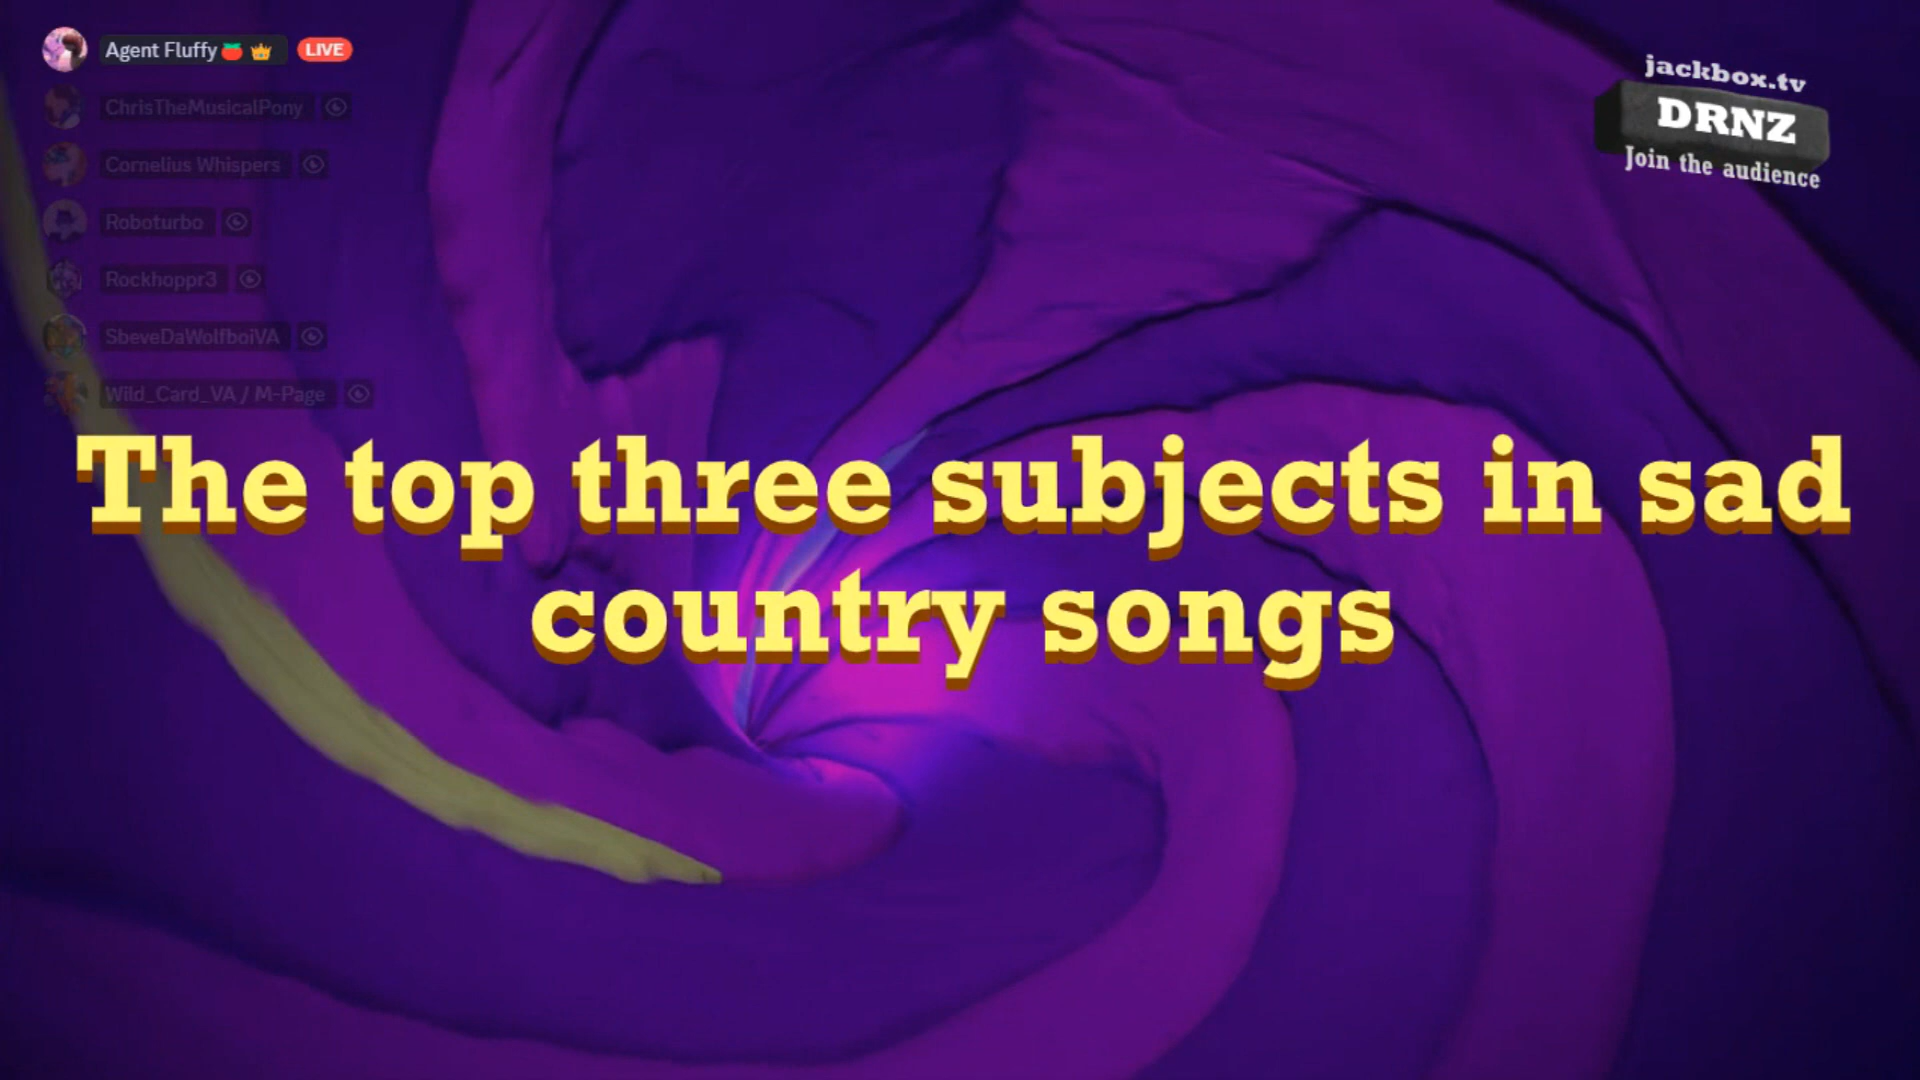 Agent Fluffy🍅 👑 LIVE
ChrisTheMusicalPony
Cornelius Whispers
Roboturbo
Rockhoppr3
SbeveDaWolfboiVA
Wild_Card_VA / M-Page
jackbox.tv
DRNZ
Join the audience
The top three subjects in sad
country songs